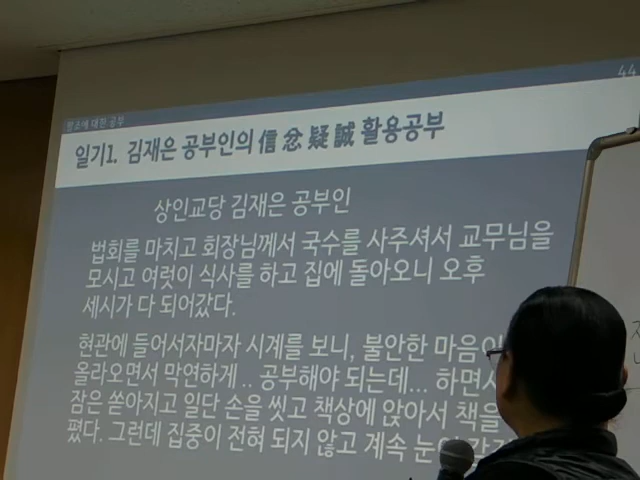 44
팔조에 대한 공부
일기1. 김재은 공부인의 信 忿 疑 誠 활용공부
상인교당 김재은 공부인
법회를 마치고 회장님께서 국수를 사주셔서 교무님을
모시고 여럿이 식사를 하고 집에 돌아오니 오후
세시가 다 되어갔다.
현관에 들어서자마자 시계를 보니, 불안한 마음이
올라오면서 막연하게 .. 공부해야 되는데... 하면서
잠은 쏟아지고 일단 손을 씻고 책상에 앉아서 책을
폈다. 그런데 집중이 전혀 되지 않고 계속